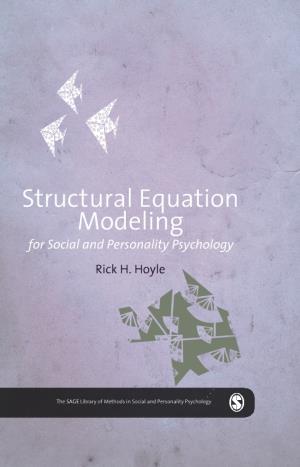 Structural Equation
Modeling
for Social and Personality Psychology
Rick H. Hoyle
The SAGE Library of Methods in Social and Personality Psychology